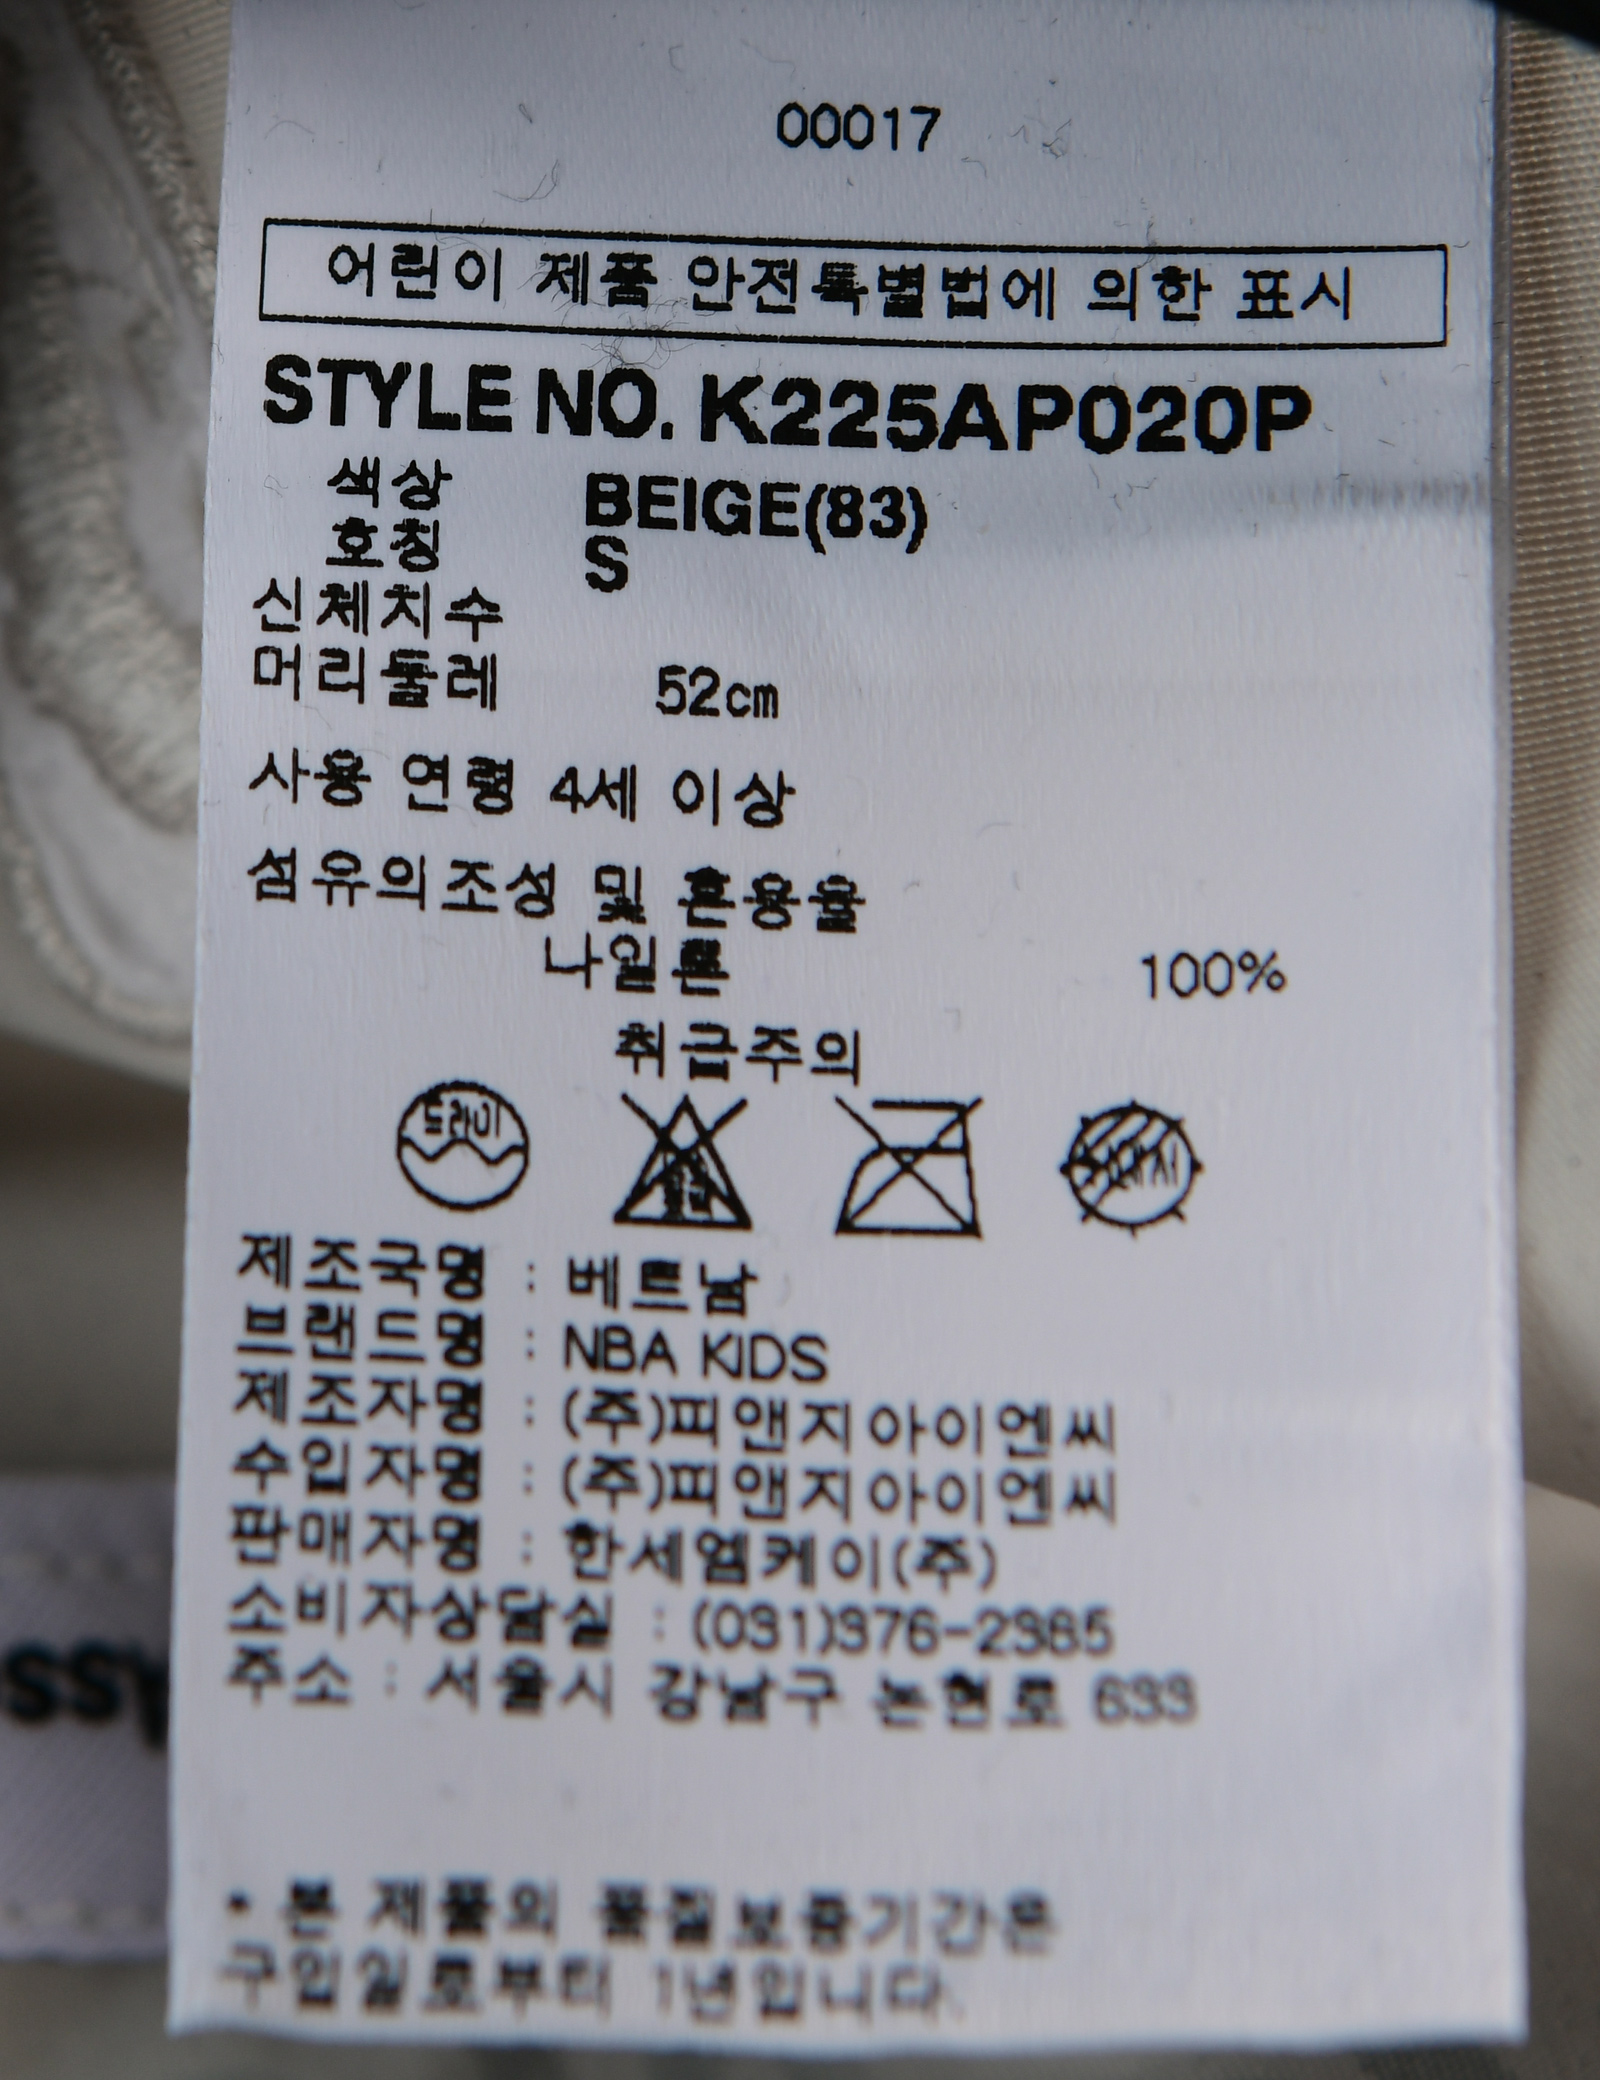 00017
어린이 제품 안전특별법에 의한 표시
STYLE NO. K225AP020P
색상 BEIGE(83)
호칭 S
신체치수
머리둘레 52cm
사용 연령 4세 이상
섬유의조성 및 혼용율
나일론 100%
취급주의
드라이
제조국명 : 베트남
브랜드명 : NBA KIDS
제조자명 : (주)피앤지아이엔씨
수입자명 : (주)피앤지아이엔씨
판매자명 : 한세엠케이(주)
소비자상담실 : (031)376-2385
주소 : 서울시 강남구 논현로 633
• 본 제품의 품질보증기간은
구입일로부터 1년입니다.